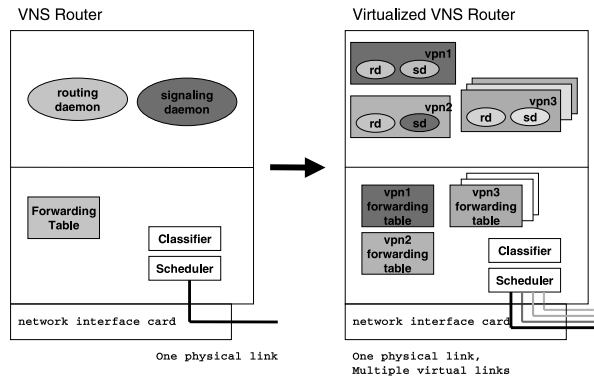 VNS Router
routing
daemon
signaling
daemon
Forwarding
Table
Classifier
Scheduler
network interface card
One physical link
Virtualized VNS Router
vpn1
rd
sd
vpn2
rd
sd
vpn3
rd
sd
vpn1
forwarding
table
vpn3
forwarding
table
vpn2
forwarding
table
Classifier
Scheduler
network interface card
One physical link,
Multiple virtual links